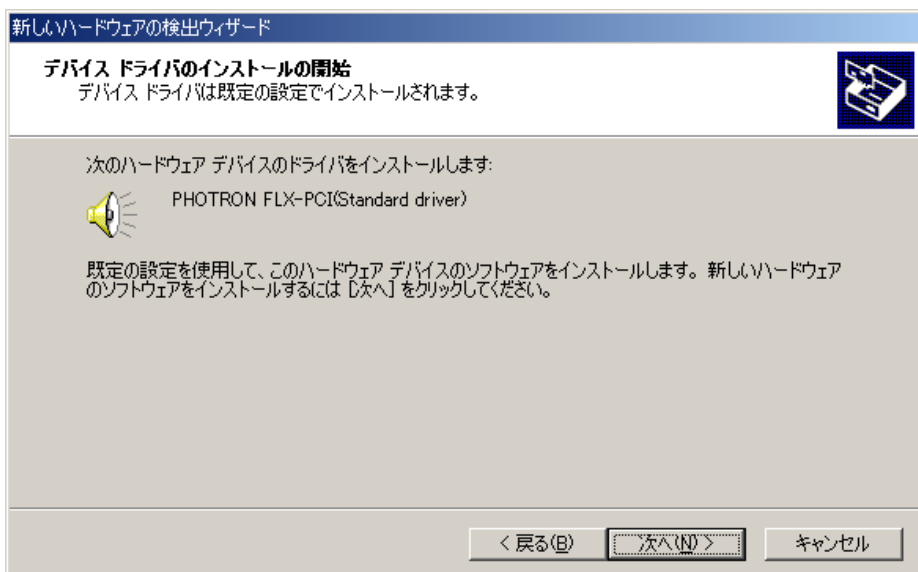 新しいハードウェアの検出ウィザード
デバイス ドライバのインストールの開始
デバイス ドライバは既定の設定でインストールされます。
次のハードウェア デバイスのドライバをインストールします:
PHOTRON FLX-PCI(Standard driver)
既定の設定を使用して、このハードウェア デバイスのソフトウェアをインストールします。新しいハードウェア
のソフトウェアをインストールするには [次へ] をクリックしてください。
< 戻る(B) 次へ(N) > キャンセル